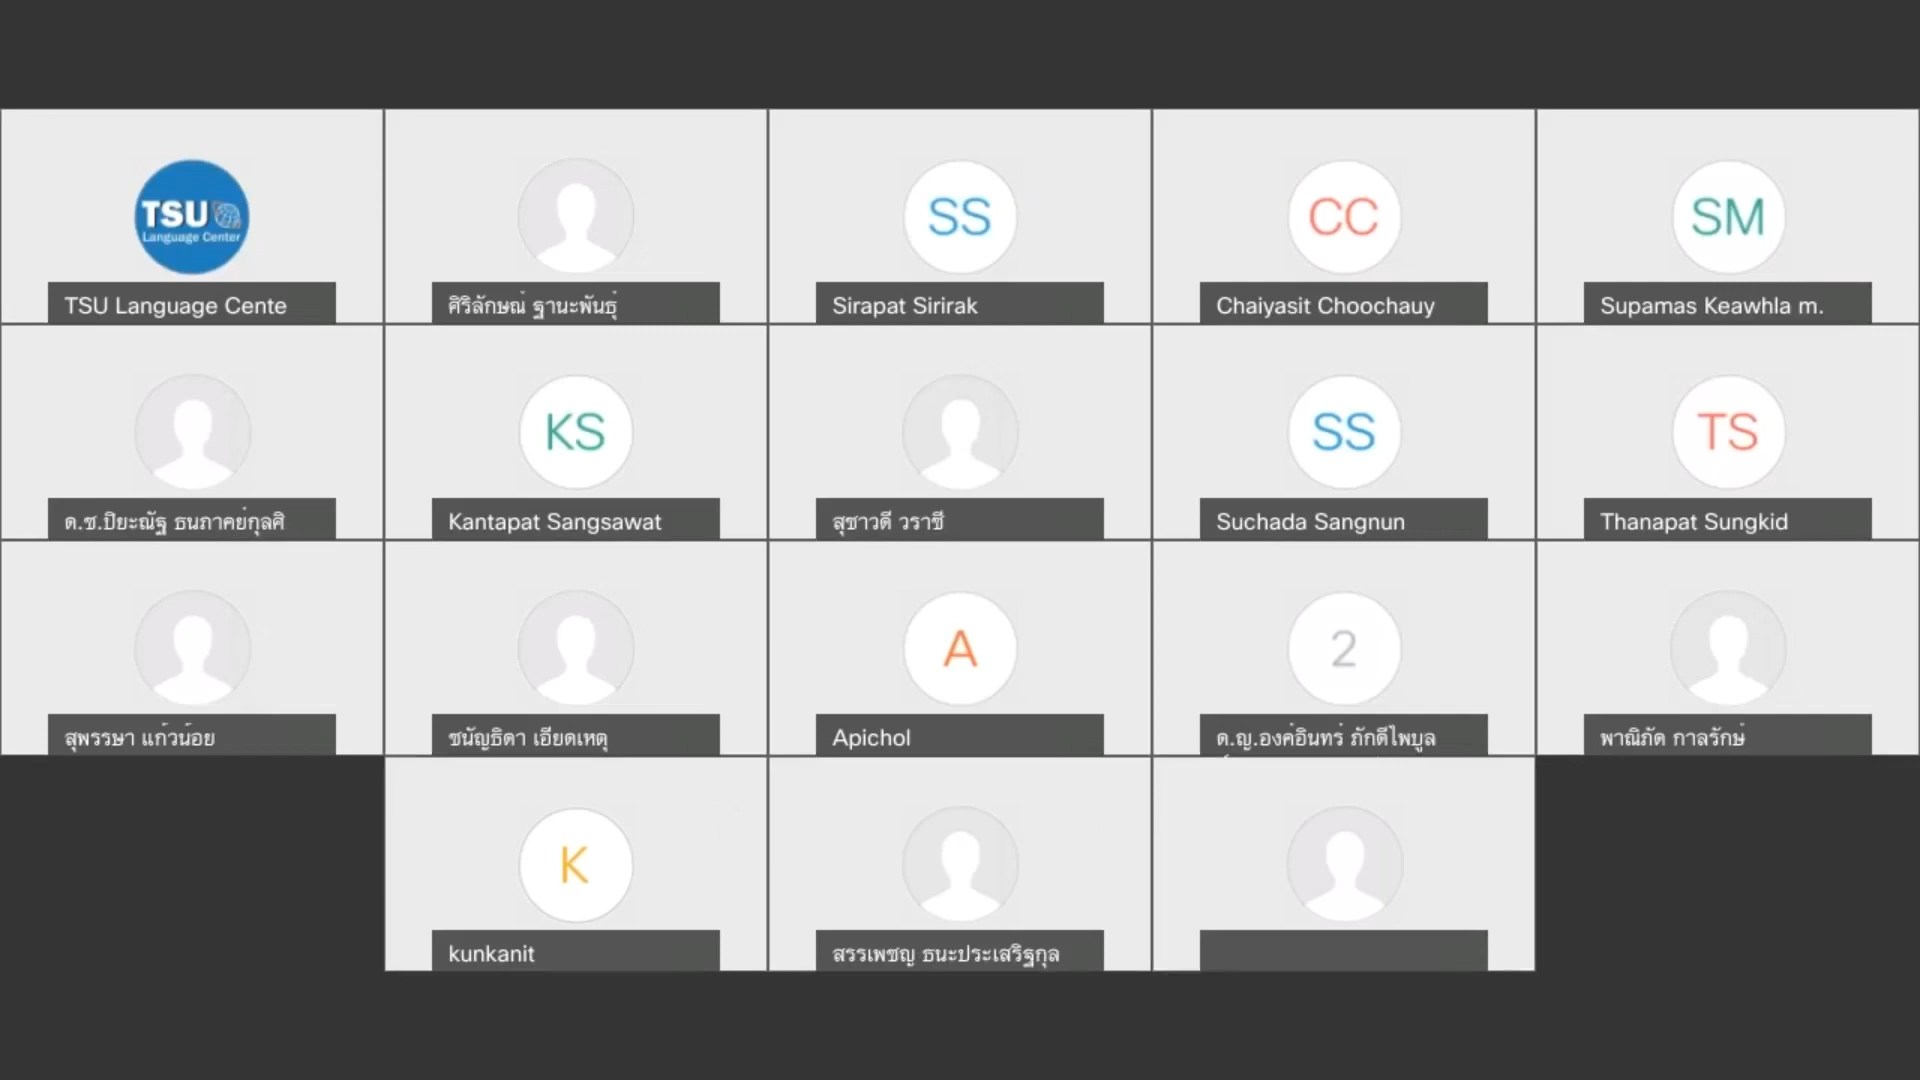 TSU
Language Center
TSU Language Cente
ศิริลักษณ์ ฐานะพันธุ์
SS
Sirapat Sirirak
CC
Chaiyasit Choochauy
SM
Supamas Keawhla m.
ด.ช.ปิยะณัฐ ธนภาคย์กุลศิ
KS
Kantapat Sangsawat
สุชาวดี วราชี
SS
Suchada Sangnun
TS
Thanapat Sungkid
สุพรรษา แก้วน้อย
ชนัญธิดา เอียดเหตุ
A
Apichol
2
ด.ญ.องค์อินทร์ ภักดีไพบูล
พาณิภัด กาลรักษ์
K
kunkanit
สรรเพชญ ธนะประเสริฐกุล